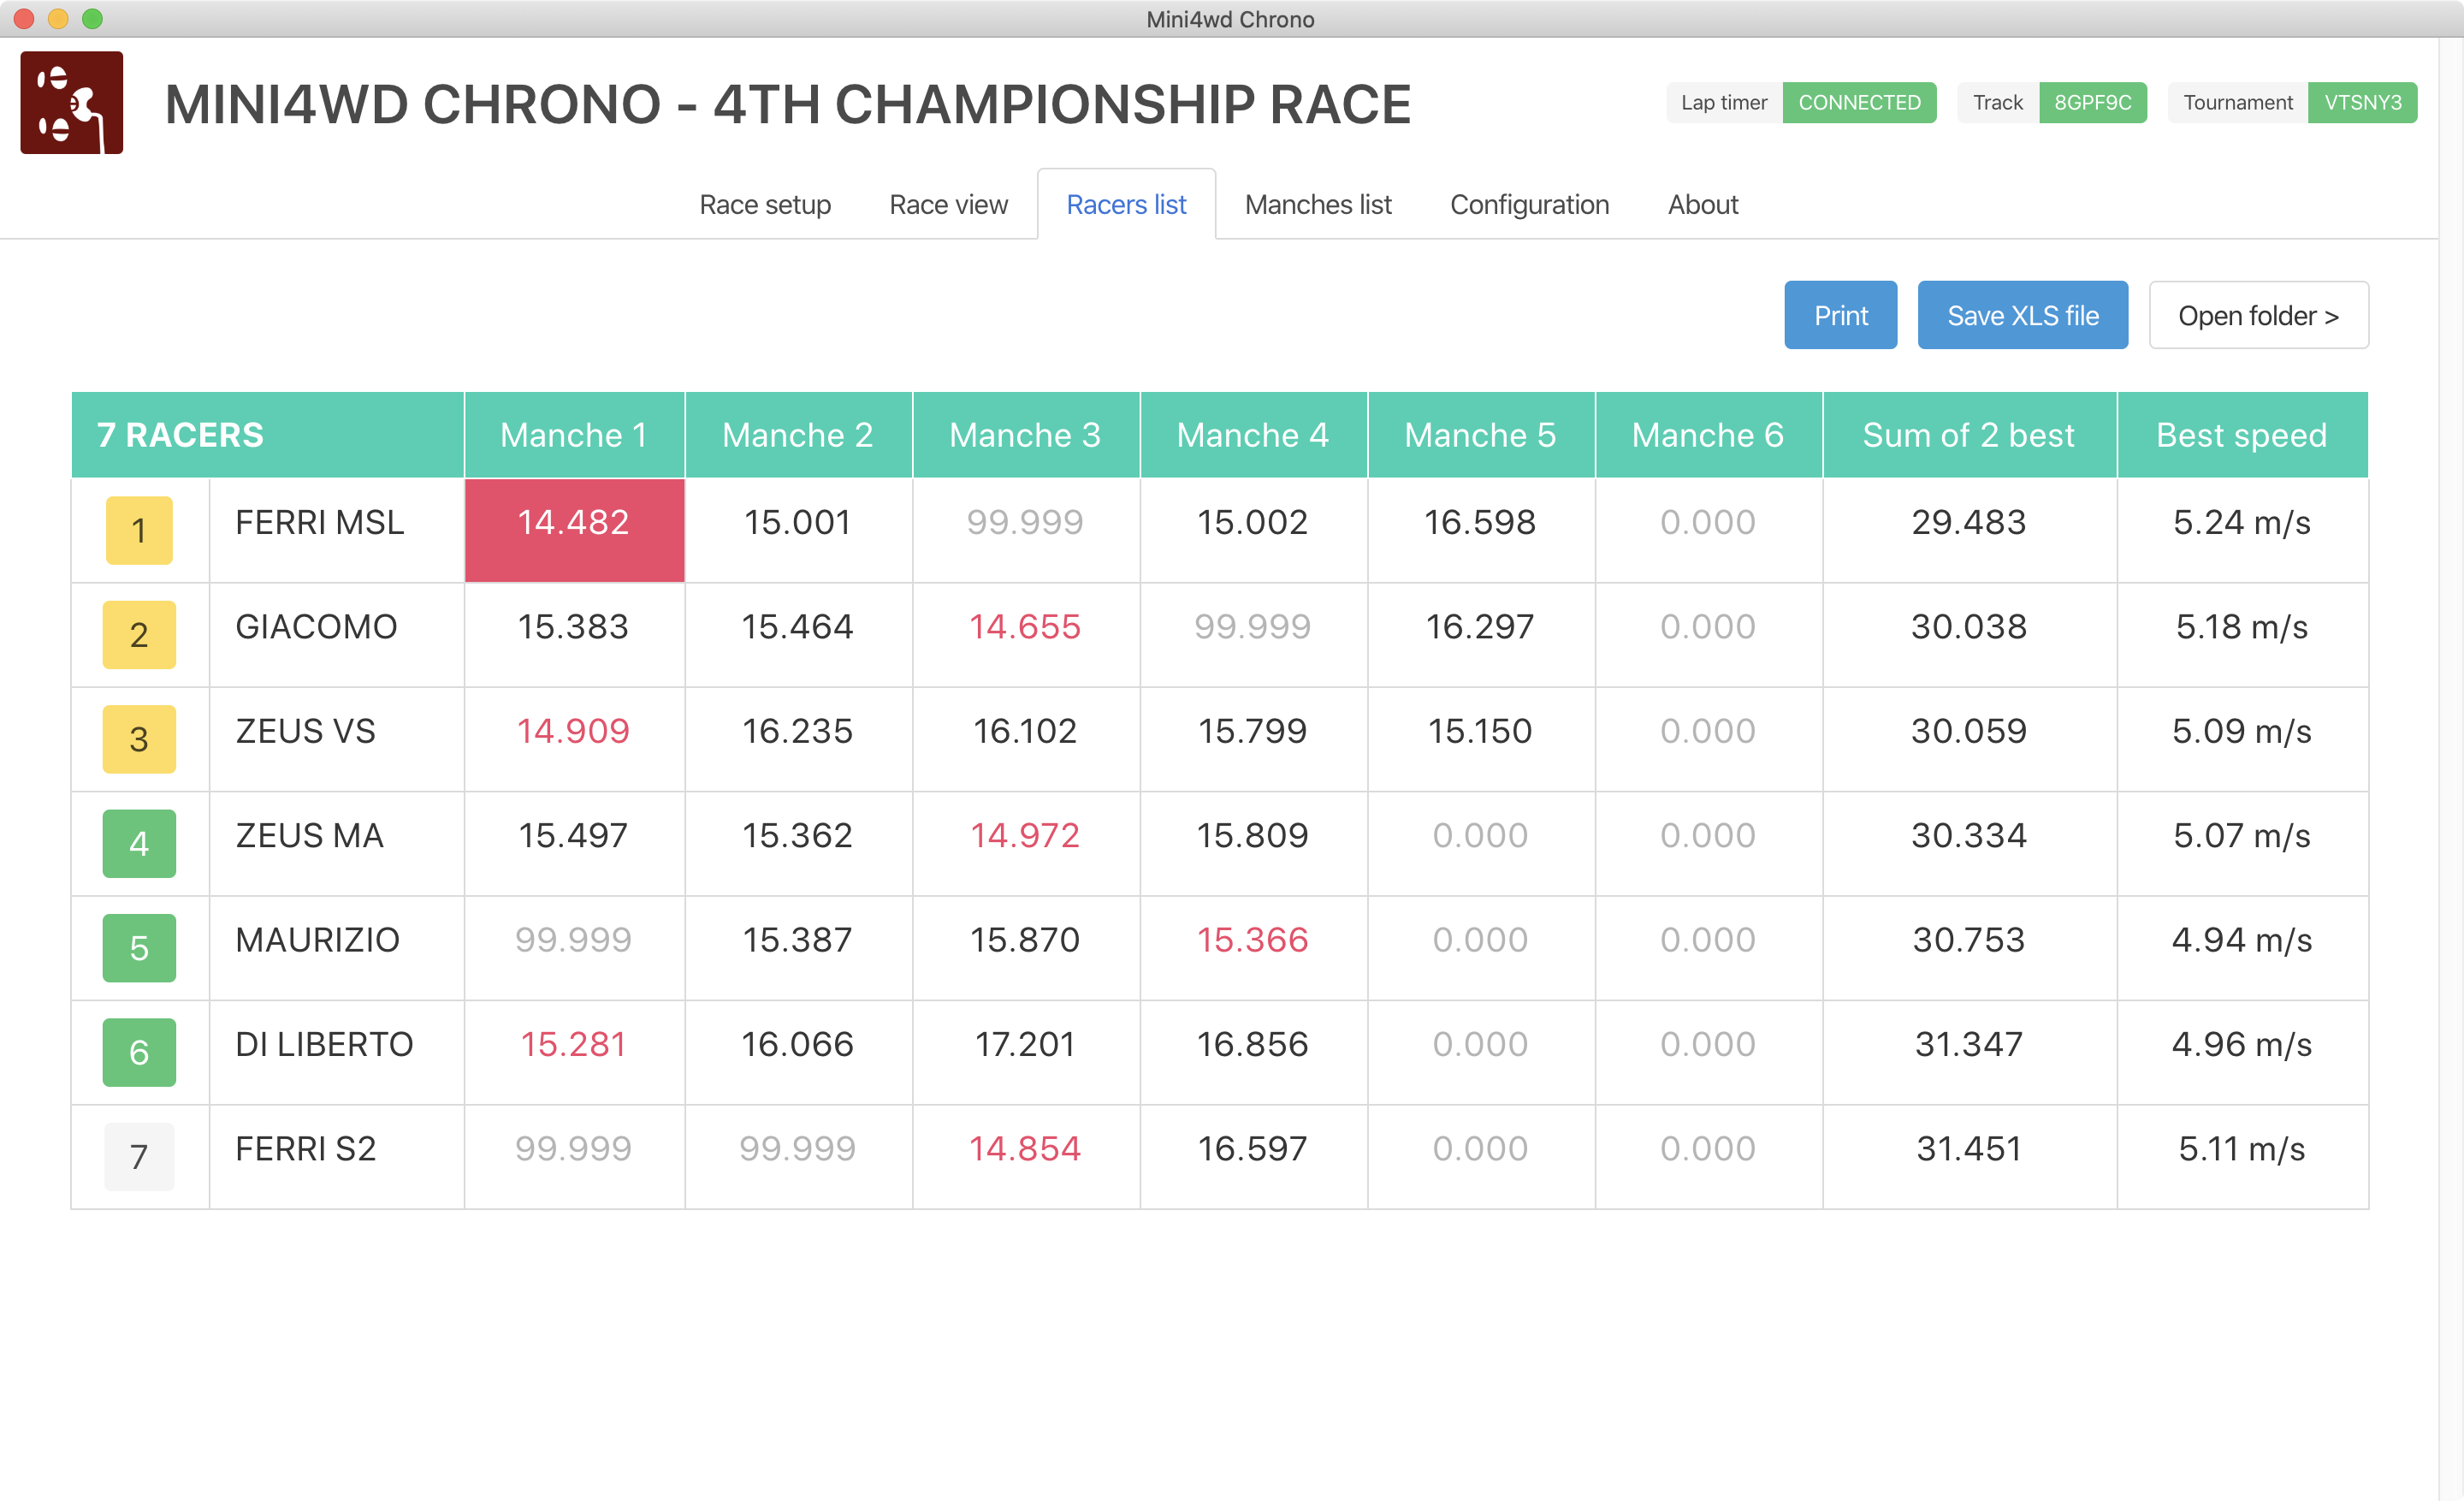 Mini4wd Chrono
MINI4WD CHRONO - 4TH CHAMPIONSHIP RACE
Lap timer CONNECTED Track 8GPF9C Tournament VTSNY3
Race setup Race view Racers list Manches list Configuration About
Print Save XLS file Open folder >
7 RACERS Manche 1 Manche 2 Manche 3 Manche 4 Manche 5 Manche 6 Sum of 2 best Best speed
1 FERRI MSL 14.482 15.001 99.999 15.002 16.598 0.000 29.483 5.24 m/s
2 GIACOMO 15.383 15.464 14.655 99.999 16.297 0.000 30.038 5.18 m/s
3 ZEUS VS 14.909 16.235 16.102 15.799 15.150 0.000 30.059 5.09 m/s
4 ZEUS MA 15.497 15.362 14.972 15.809 0.000 0.000 30.334 5.07 m/s
5 MAURIZIO 99.999 15.387 15.870 15.366 0.000 0.000 30.753 4.94 m/s
6 DI LIBERTO 15.281 16.066 17.201 16.856 0.000 0.000 31.347 4.96 m/s
7 FERRI S2 99.999 99.999 14.854 16.597 0.000 0.000 31.451 5.11 m/s